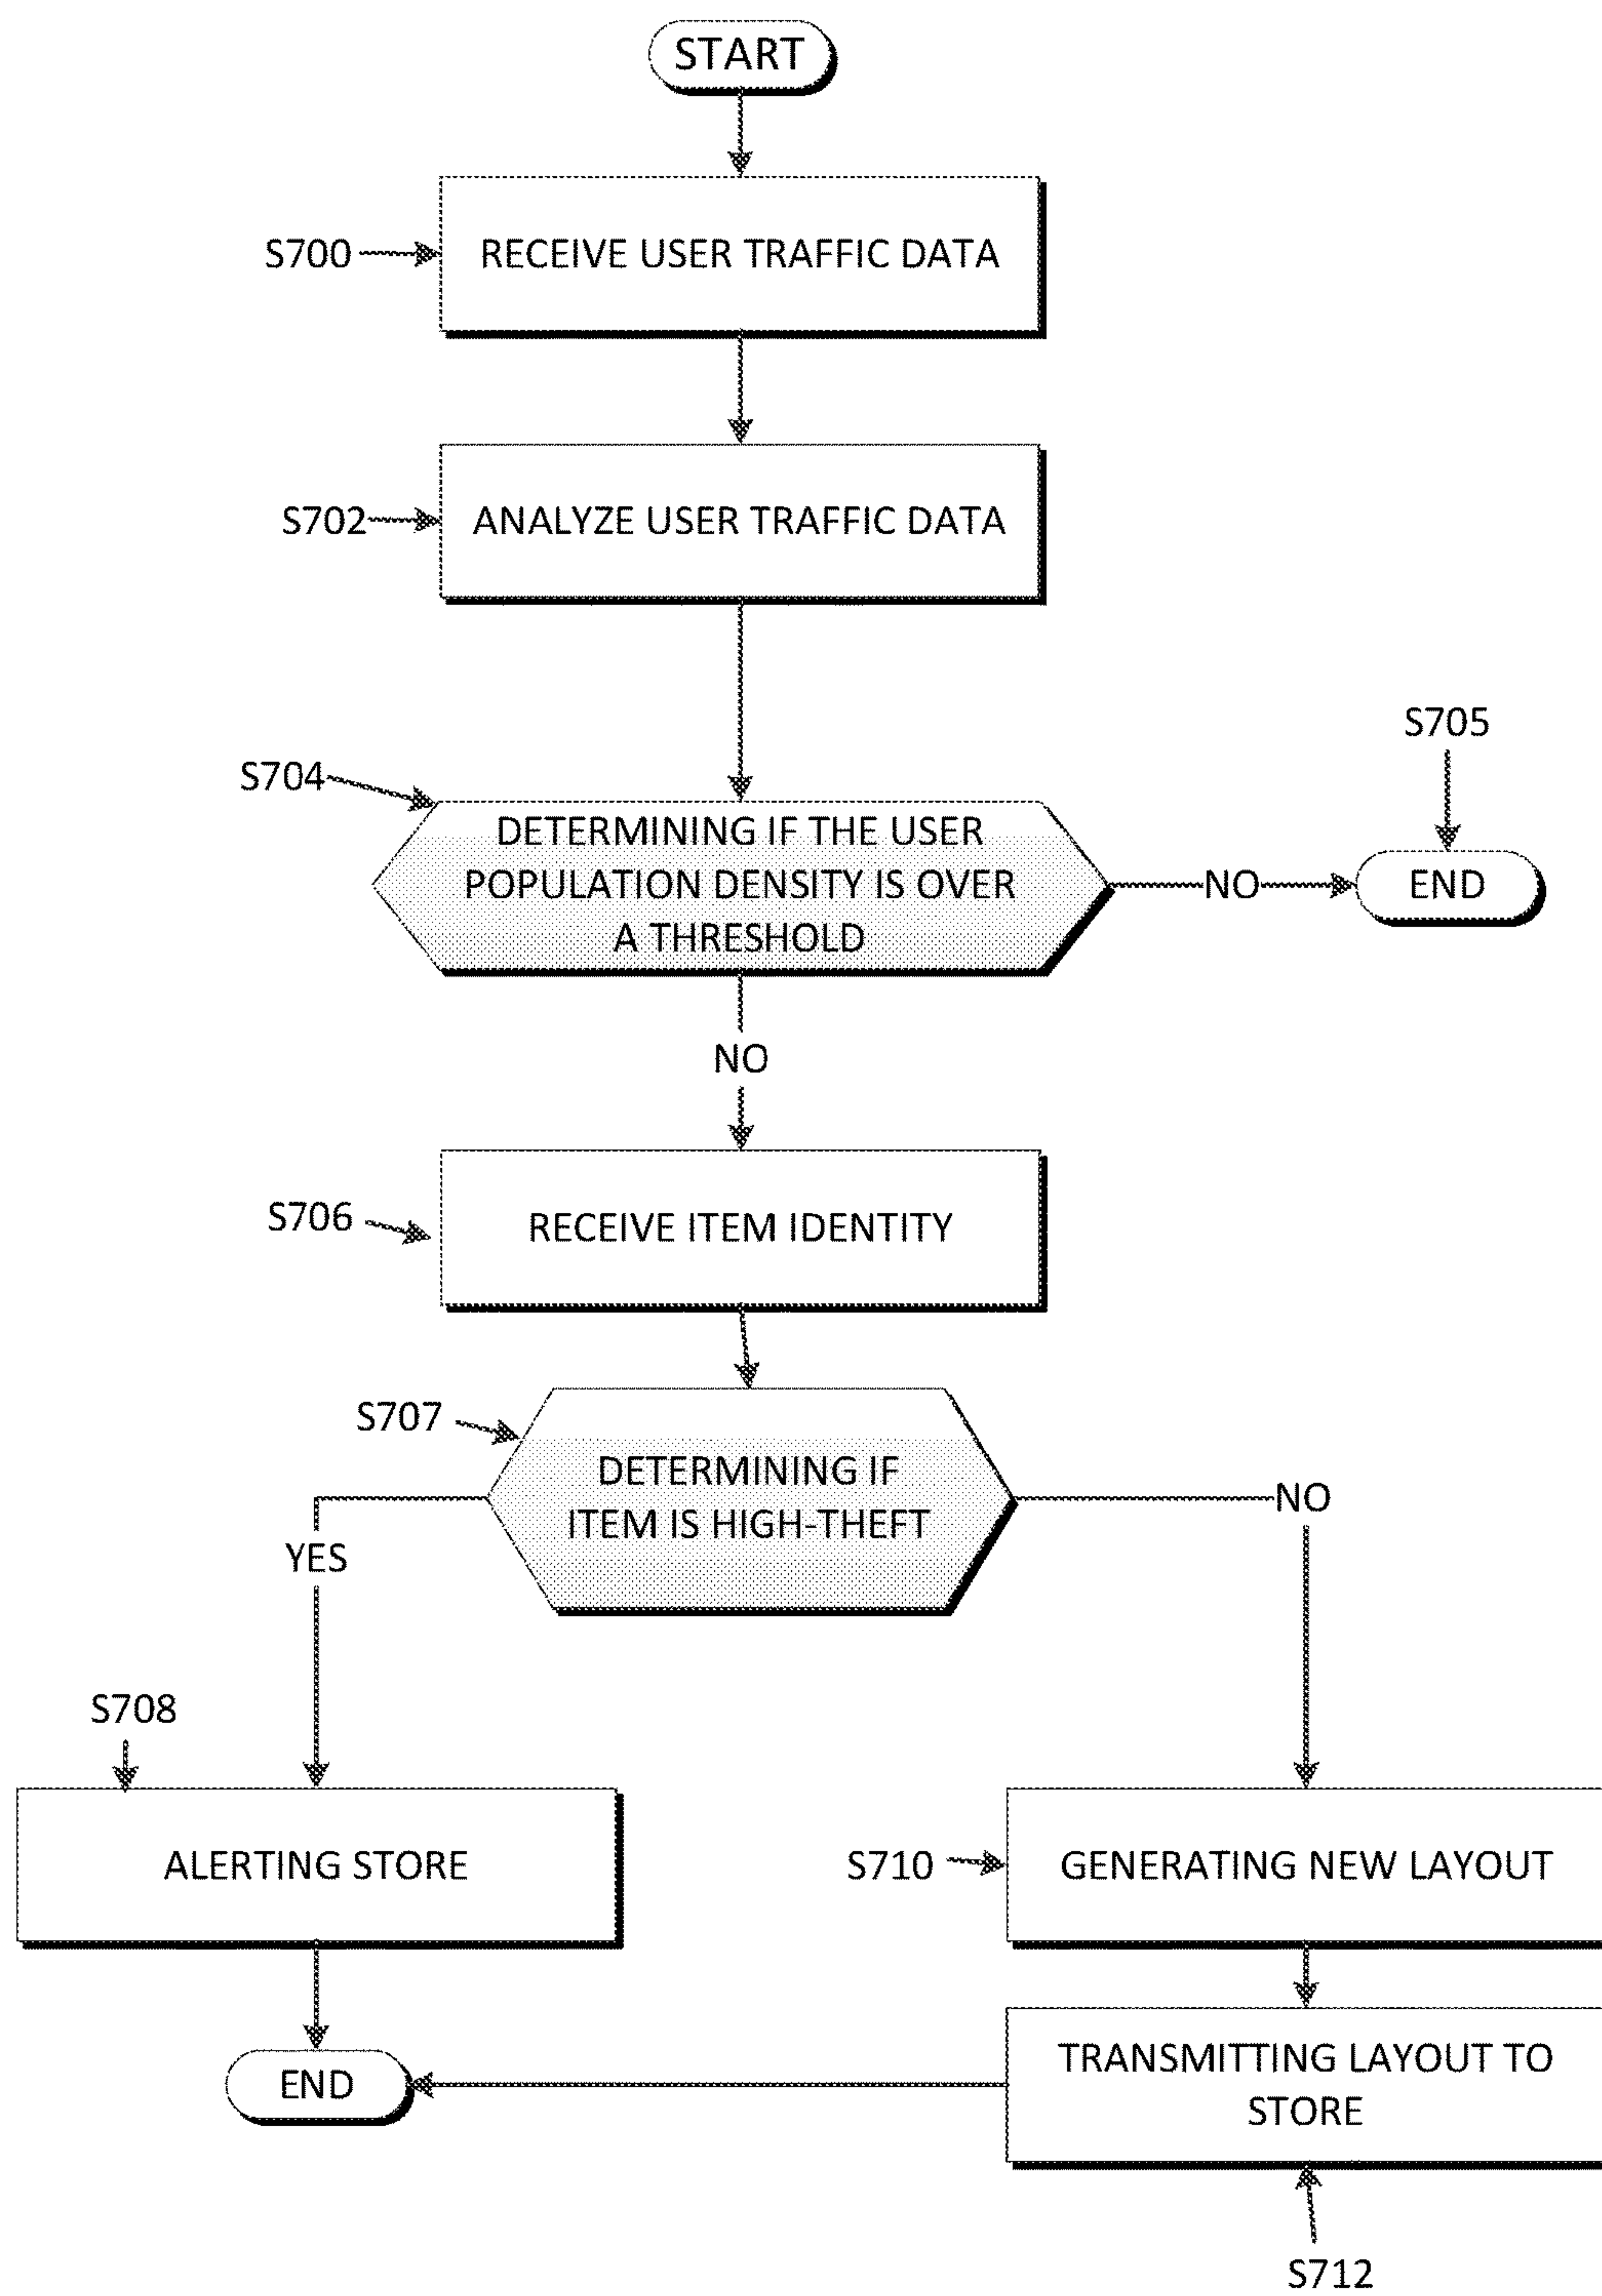 START
S700
RECEIVE USER TRAFFIC DATA
S702
ANALYZE USER TRAFFIC DATA
S705
S704
DETERMINING IF THE USER
POPULATION DENSITY IS OVER
A THRESHOLD
NO
END
NO
S706
RECEIVE ITEM IDENTITY
S707
DETERMINING IF
ITEM IS HIGH-THEFT
NO
YES
S708
ALERTING STORE
S710
GENERATING NEW LAYOUT
TRANSMITTING LAYOUT TO
STORE
END
S712